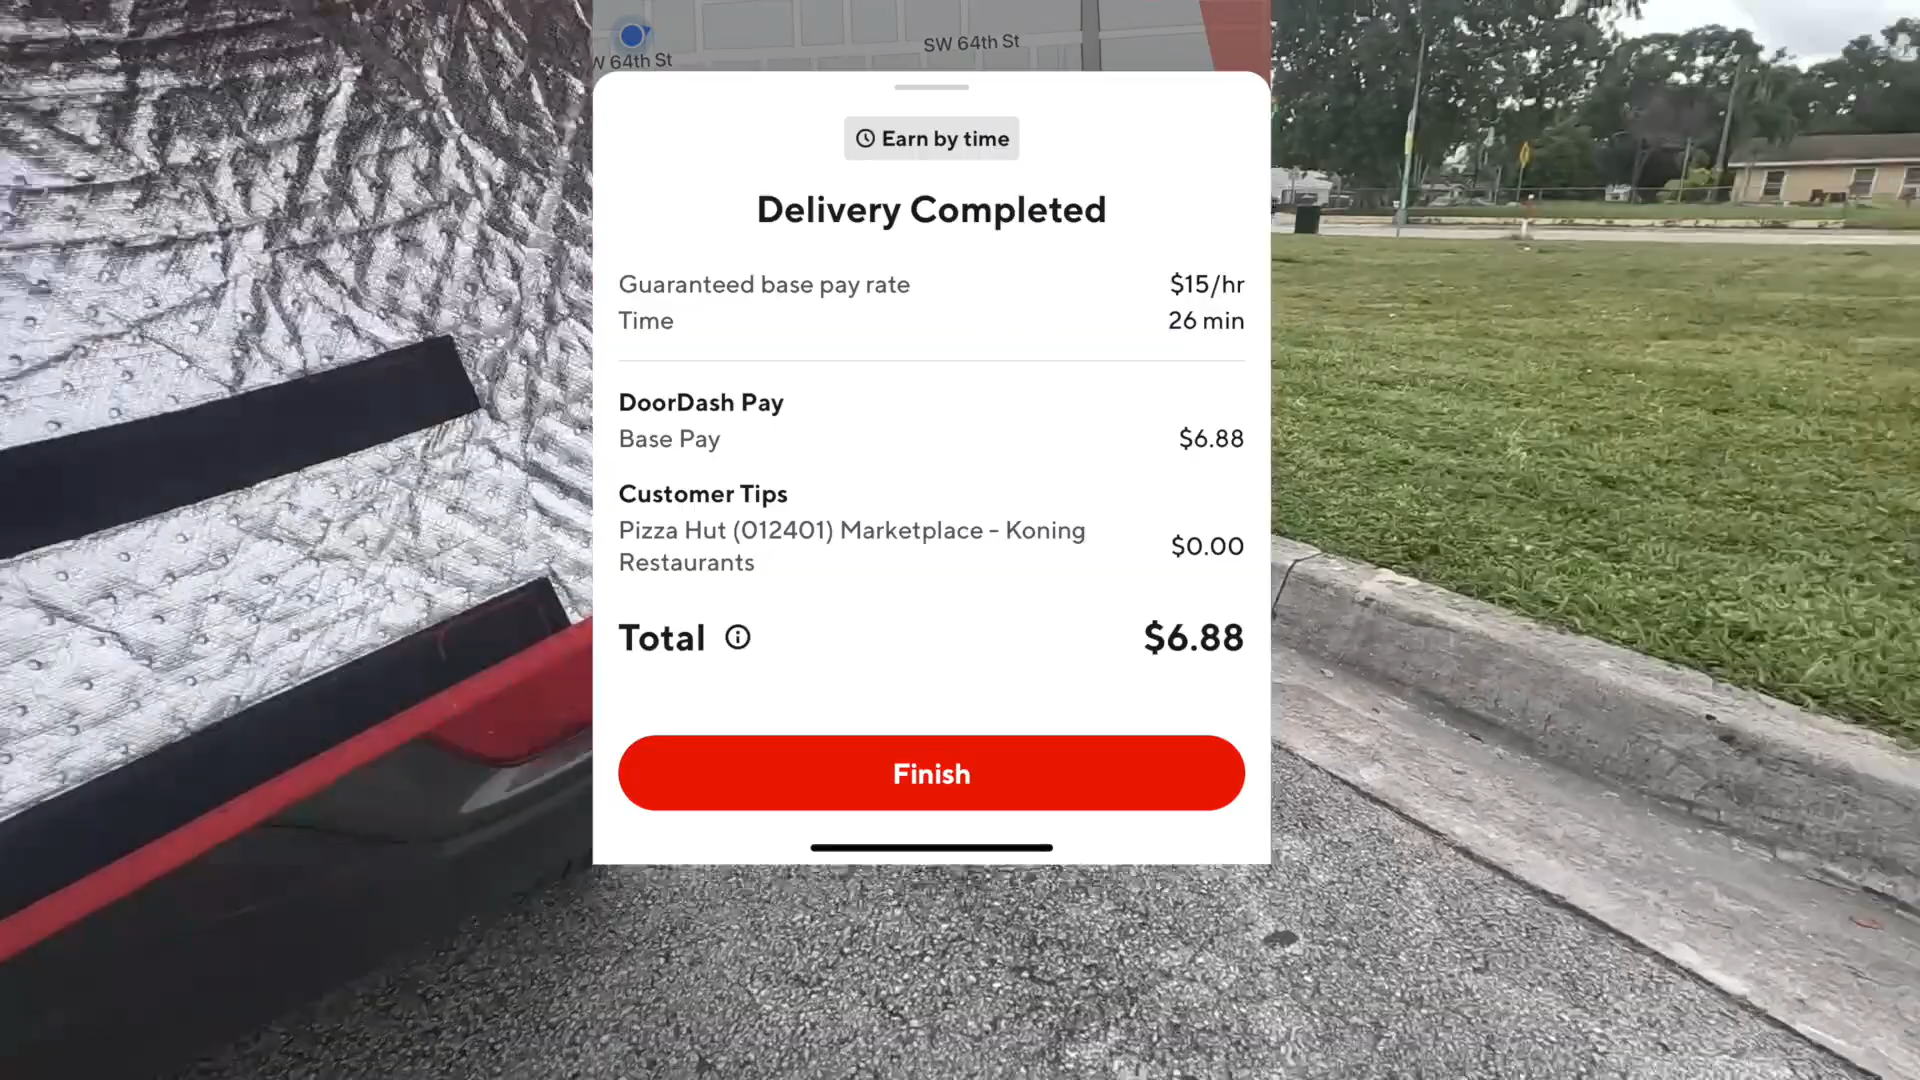 SW 64th St
W 64th St
Earn by time
Delivery Completed
Guaranteed base pay rate $15/hr
Time 26 min
DoorDash Pay
Base Pay $6.88
Customer Tips
Pizza Hut (012401) Marketplace - Koning
Restaurants $0.00
Total $6.88
Finish